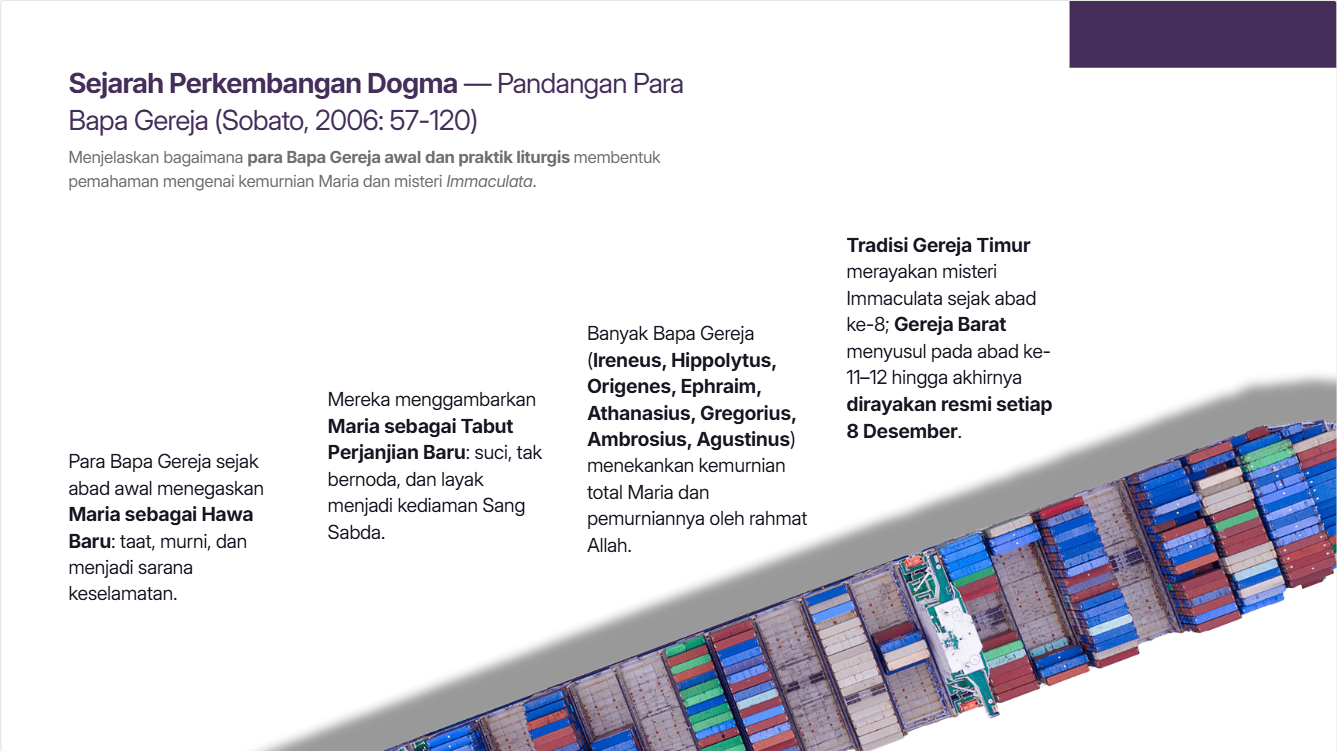 Sejarah Perkembangan Dogma — Pandangan Para
Bapa Gereja (Sobato, 2006: 57-120)
Menjelaskan bagaimana para Bapa Gereja awal dan praktik liturgis membentuk
pemahaman mengenai kemurnian Maria dan misteri Immaculata.
Para Bapa Gereja sejak
abad awal menegaskan
Maria sebagai Hawa
Baru: taat, murni, dan
menjadi sarana
keselamatan.
Mereka menggambarkan
Maria sebagai Tabut
Perjanjian Baru: suci, tak
bernoda, dan layak
menjadi kediaman Sang
Sabda.
Banyak Bapa Gereja
(Ireneus, Hippolytus,
Origenes, Ephraim,
Athanasius, Gregorius,
Ambrosius, Agustinus)
menekankan kemurnian
total Maria dan
pemurniannya oleh rahmat
Allah.
Tradisi Gereja Timur
merayakan misteri
Immaculata sejak abad
ke-8; Gereja Barat
menyusul pada abad ke-
11–12 hingga akhirnya
dirayakan resmi setiap
8 Desember.